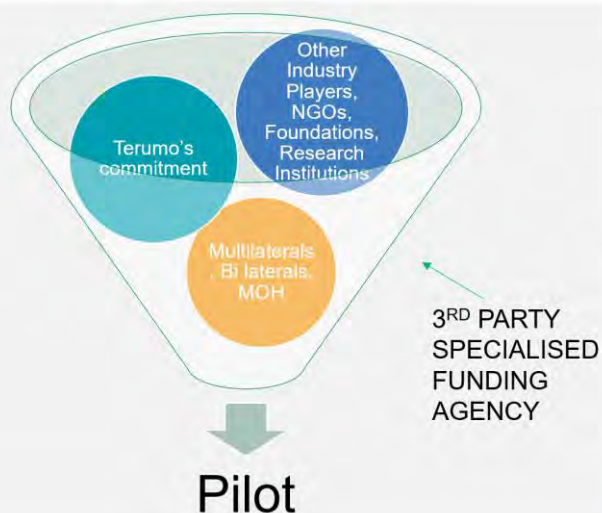 Other
Industry
Players,
NGOs,
Foundations,
Research
Institutions
Terumo's
commitment
Multilaterals
, Bi laterals,
MOH
3RD PARTY
SPECIALISED
FUNDING
AGENCY
Pilot